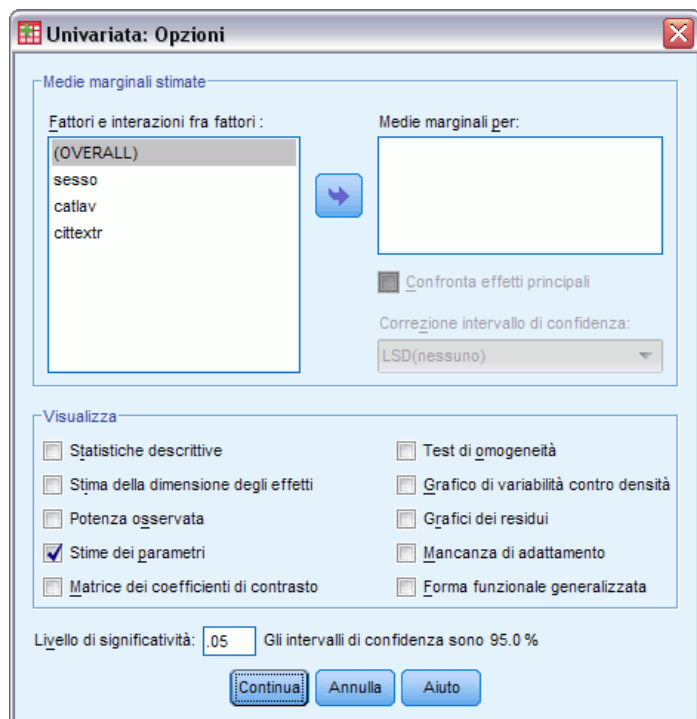 Univariata: Opzioni
Medie marginali stimate
Fattori e interazioni fra fattori :
(OVERALL)
sesso
catlav
cittextr
Medie marginali per:
Confronta effetti principali
Correzione intervallo di confidenza:
LSD(nessuno)
Visualizza
Statistiche descrittive
Stima della dimensione degli effetti
Potenza osservata
Stime dei parametri
Matrice dei coefficienti di contrasto
Test di omogeneità
Grafico di variabilità contro densità
Grafici dei residui
Mancanza di adattamento
Forma funzionale generalizzata
Livello di significatività: .05 Gli intervalli di confidenza sono 95.0 %
Continua Annulla Aiuto